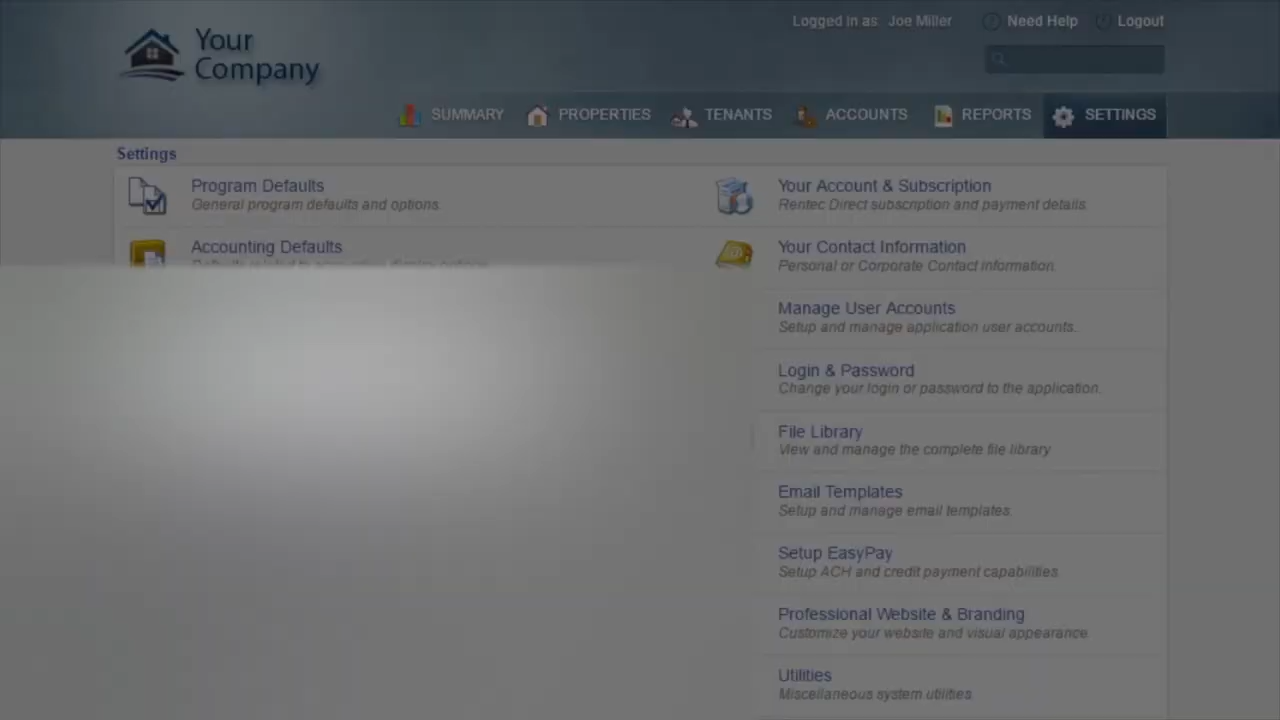 Logged in as: Joe Miller
Need Help
Logout
Your
Company
SUMMARY
PROPERTIES
TENANTS
ACCOUNTS
REPORTS
SETTINGS
Settings
Program Defaults
General program defaults and options.
Your Account & Subscription
Rentec Direct subscription and payment details.
Accounting Defaults
Your Contact Information
Personal or Corporate Contact Information.
Manage User Accounts
Setup and manage application user accounts.
Login & Password
Change your login or password to the application.
File Library
View and manage the complete file library
Email Templates
Setup and manage email templates.
Setup EasyPay
Setup ACH and credit payment capabilities.
Professional Website & Branding
Customize your website and visual appearance.
Utilities
Miscellaneous system utilities.